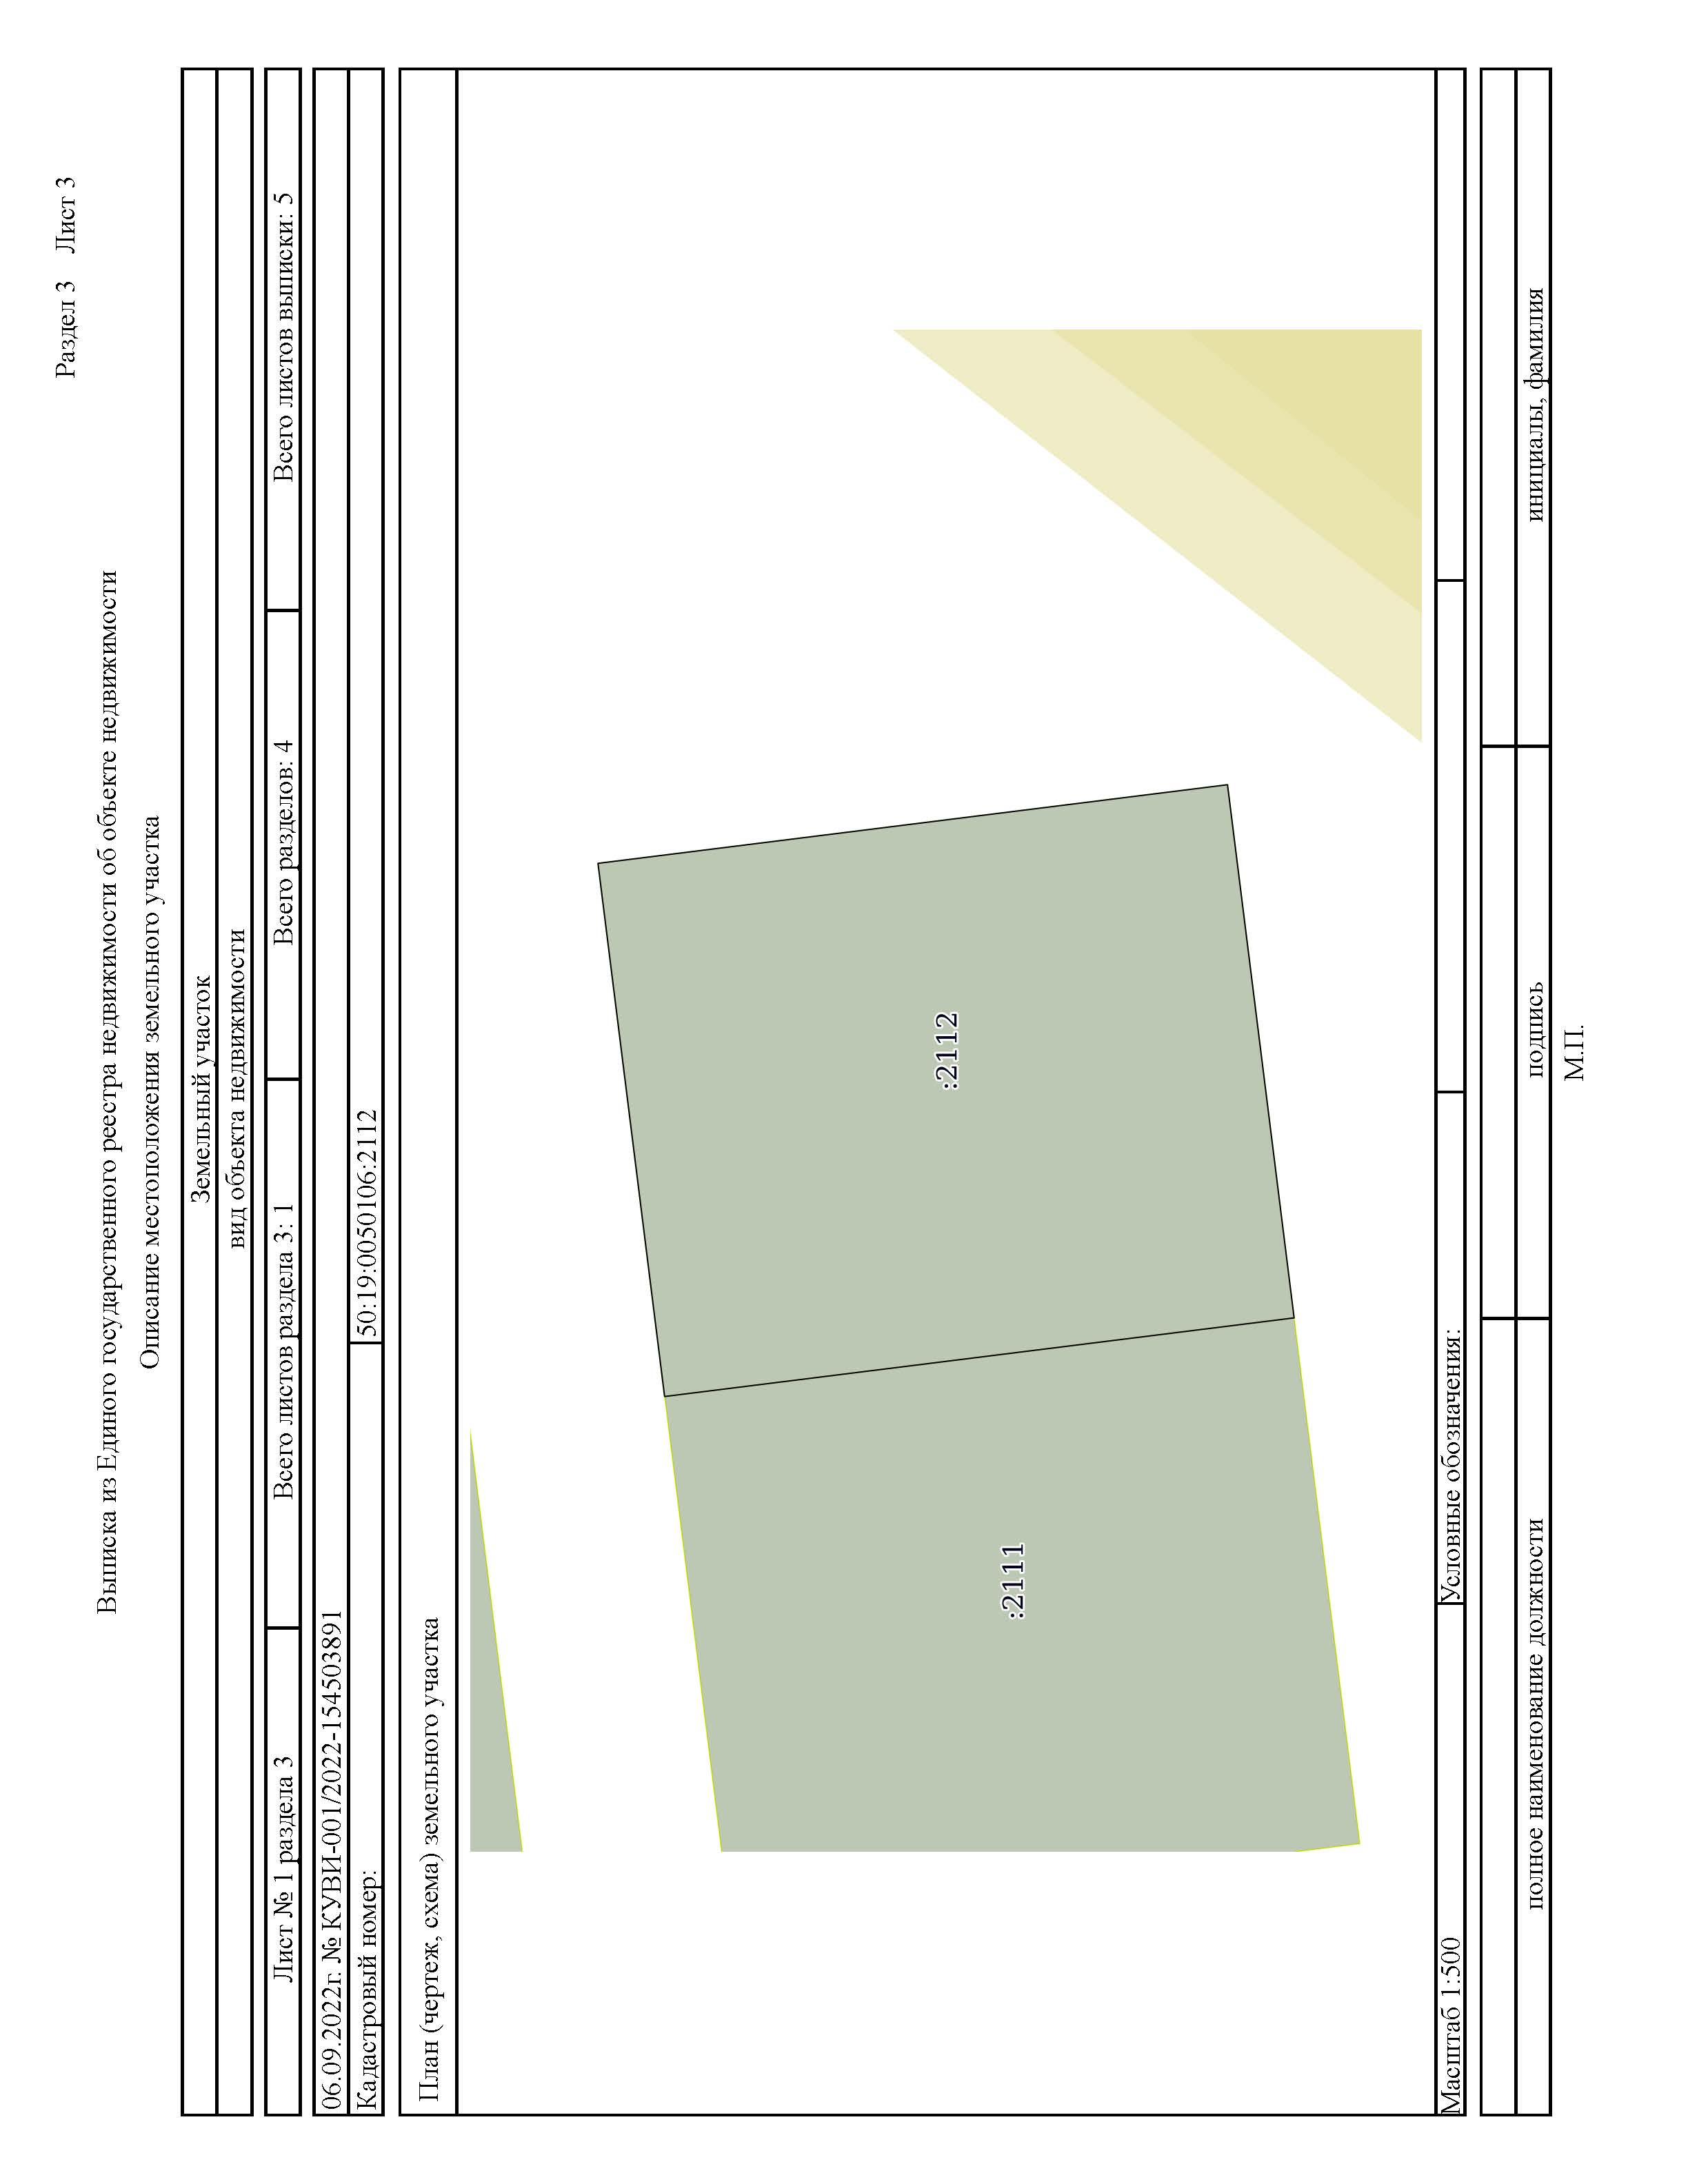 Раздел 3 Лист 3
Выписка из Единого государственного реестра недвижимости об объекте недвижимости
Описание местоположения земельного участка
Земельный участок
вид объекта недвижимости
Лист № 1 раздела 3 Всего листов раздела 3: 1 Всего разделов: 4 Всего листов выписки: 5
06.09.2022г. № КУВИ-001/2022-154503891
Кадастровый номер: 50:19:0050106:2112
План (чертеж, схема) земельного участка
:2112
:2111
Масштаб 1:500 Условные обозначения:
полное наименование должности подпись инициалы, фамилия
М.П.